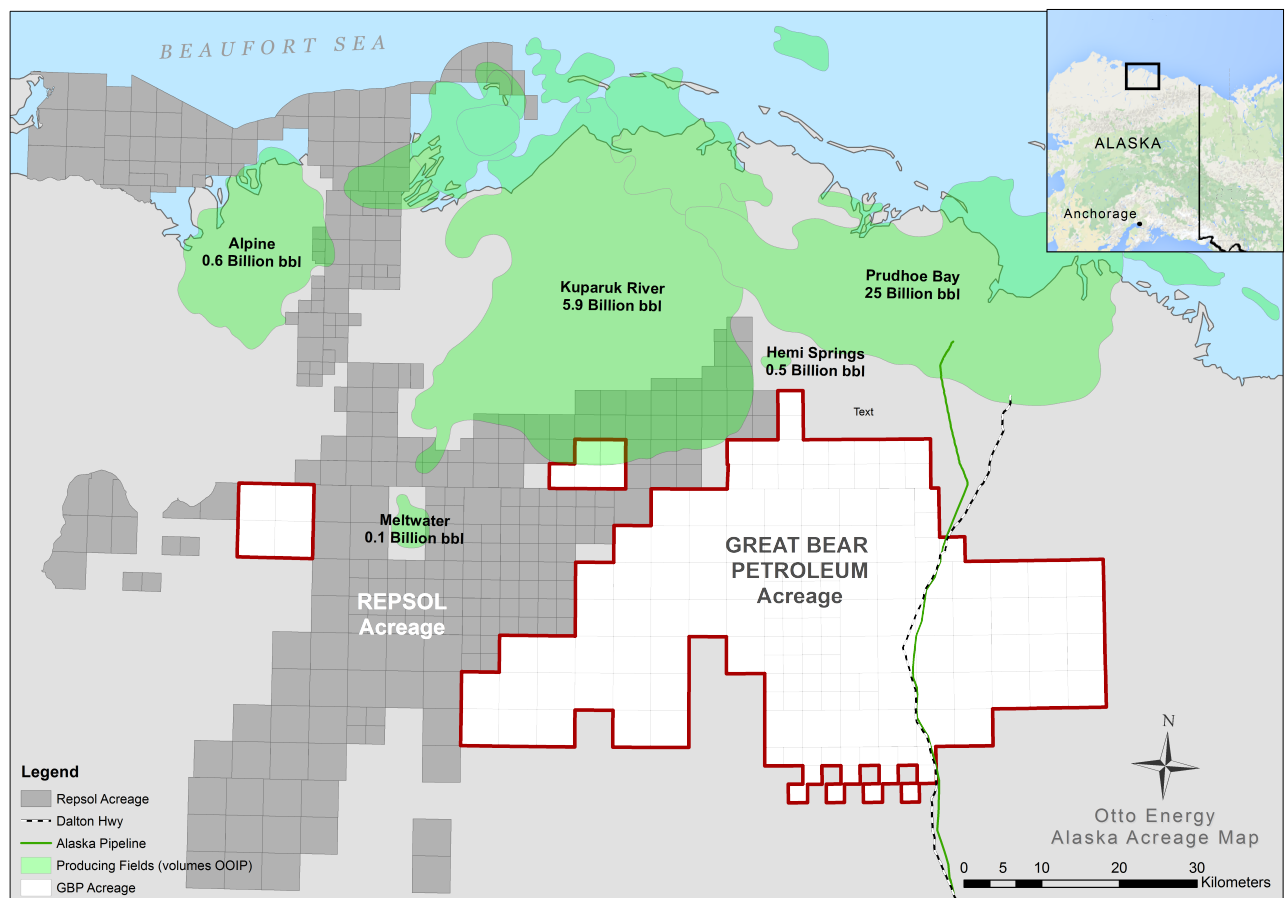 BEAUFORT SEA
ALASKA
Anchorage
Alpine
0.6 Billion bbl
Kuparuk River
5.9 Billion bbl
Prudhoe Bay
25 Billion bbl
Hemi Springs
0.5 Billion bbl
Text
Meltwater
0.1 Billion bbl
GREAT BEAR
PETROLEUM
Acreage
REPSOL
Acreage
Legend
Repsol Acreage
Dalton Hwy
Alaska Pipeline
Producing Fields (volumes OOIP)
GBP Acreage
N
Otto Energy
Alaska Acreage Map
0 5 10 20 30
Kilometers